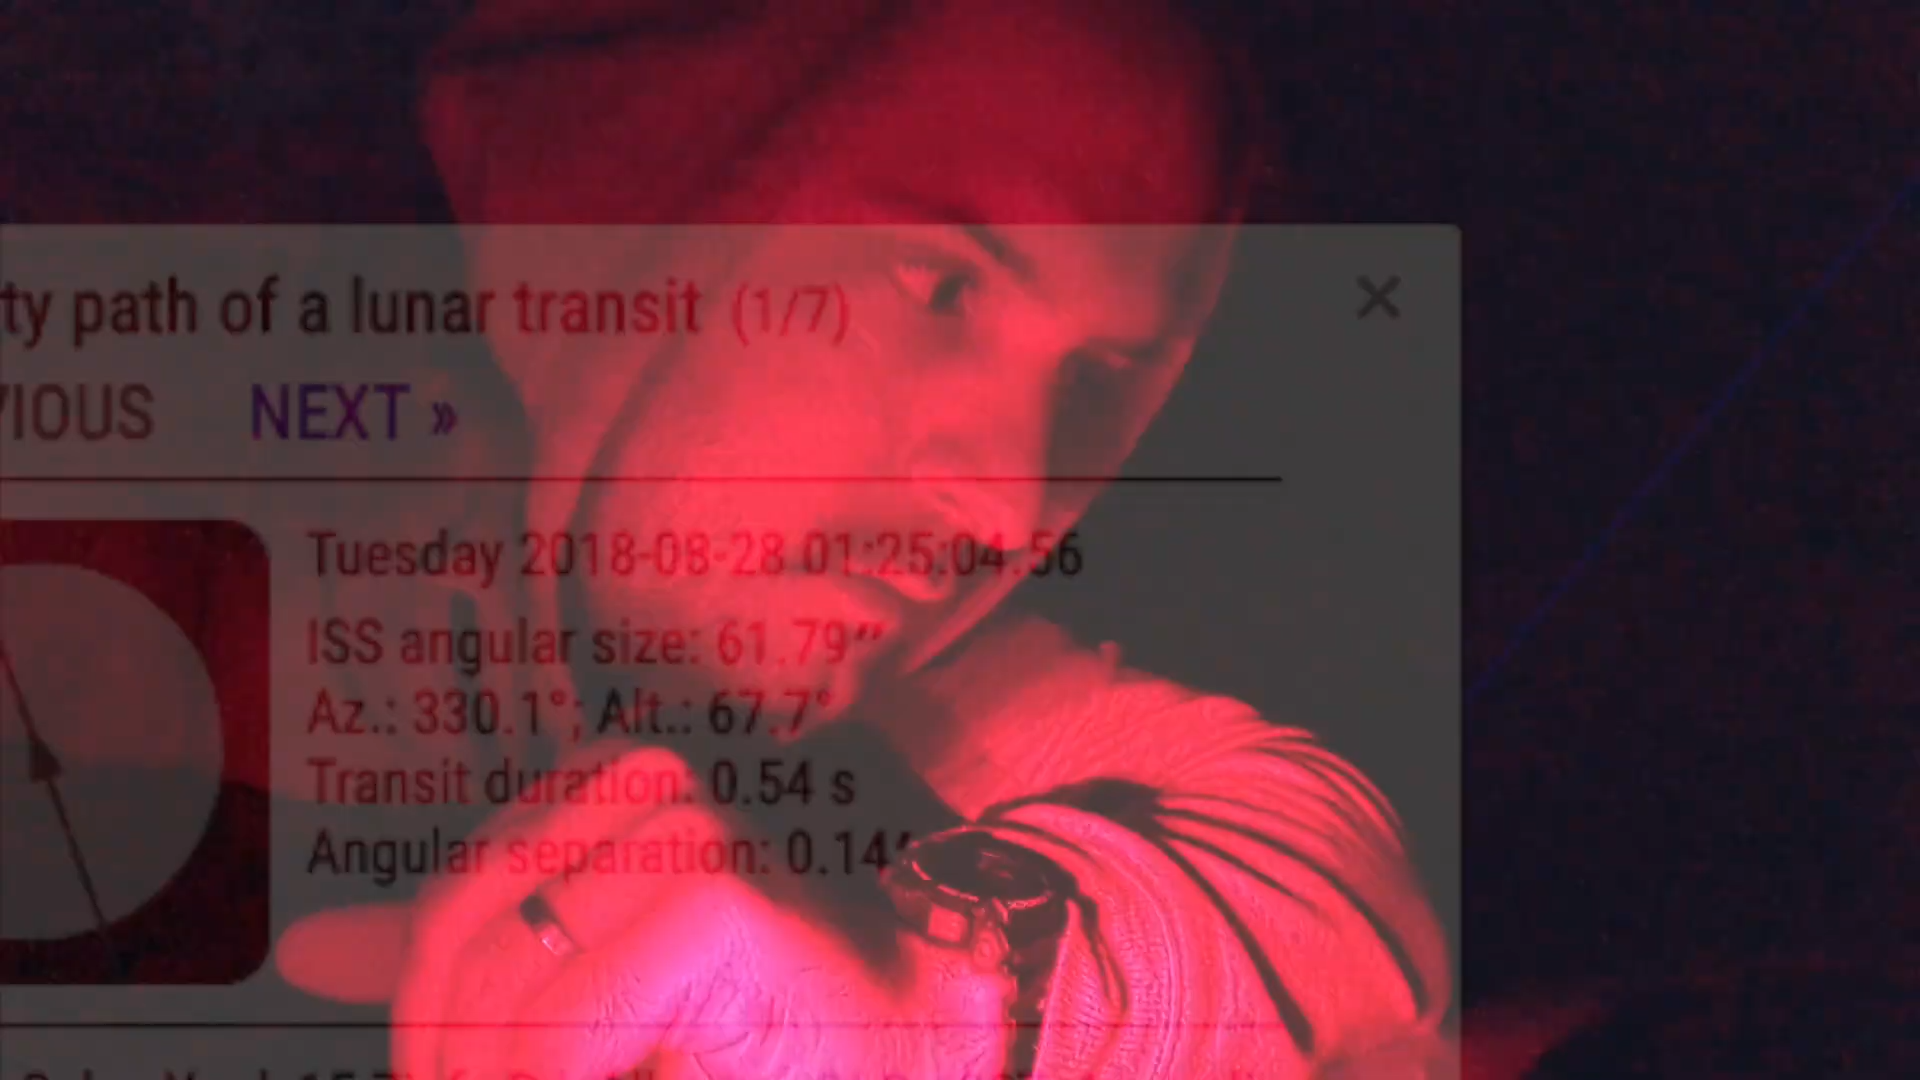 ty path of a lunar transit (1/7)
VIOUS NEXT »
Tuesday 2018-08-28 01:25:04.56
ISS angular size: 61.79″
Az.: 330.1°; Alt.: 67.7°
Transit duration: 0.54 s
Angular separation: 0.14′